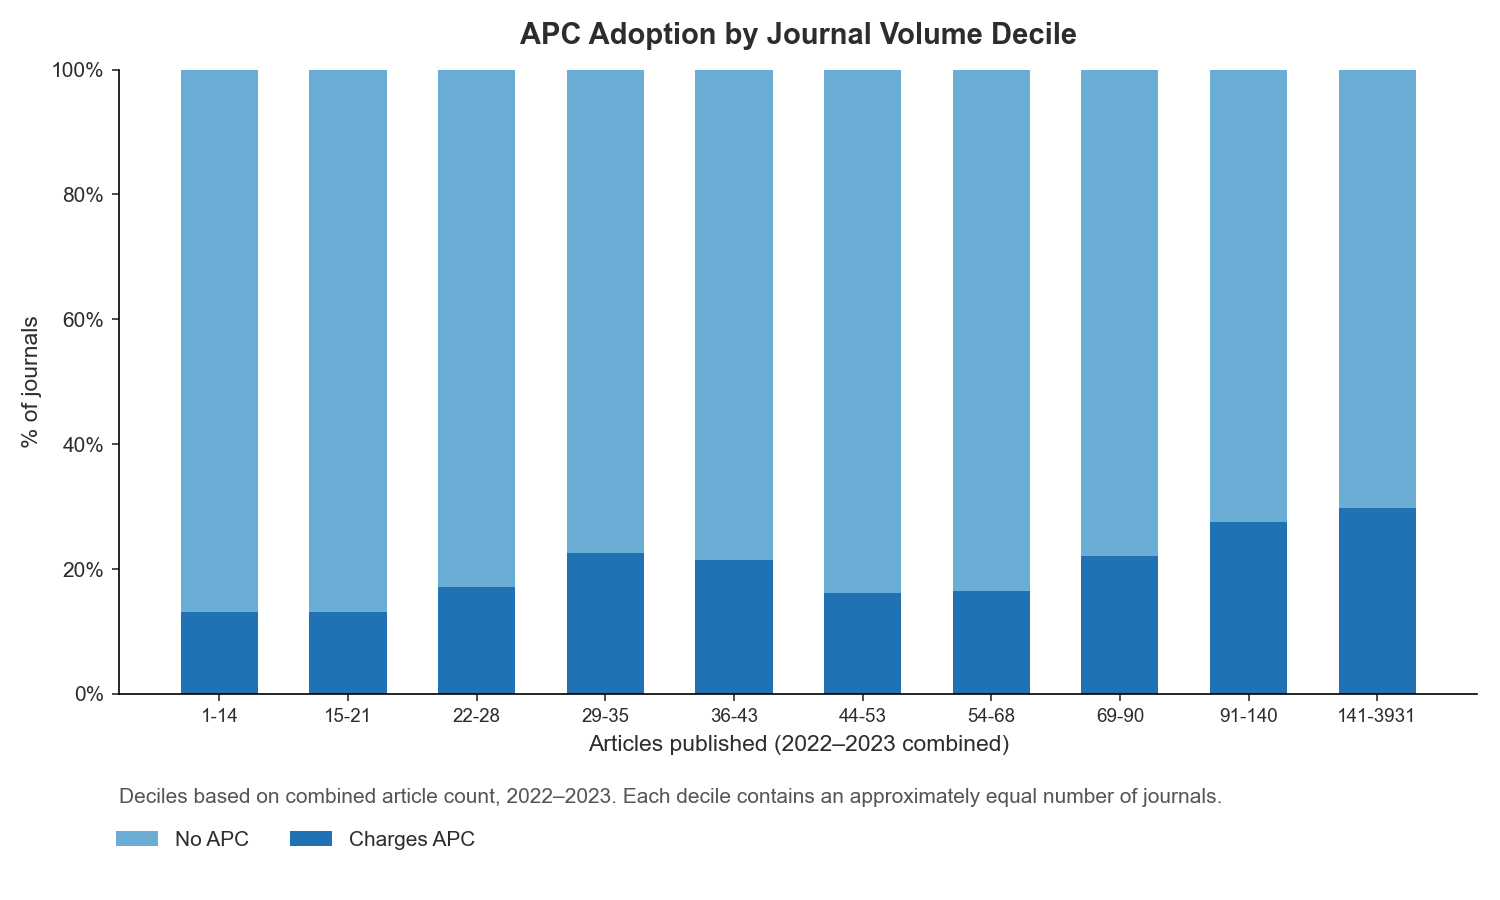 APC Adoption by Journal Volume Decile
100%
80%
60%
40%
20%
0%
% of journals
1-14 15-21 22-28 29-35 36-43 44-53 54-68 69-90 91-140 141-3931
Articles published (2022–2023 combined)
Deciles based on combined article count, 2022–2023. Each decile contains an approximately equal number of journals.
No APC Charges APC